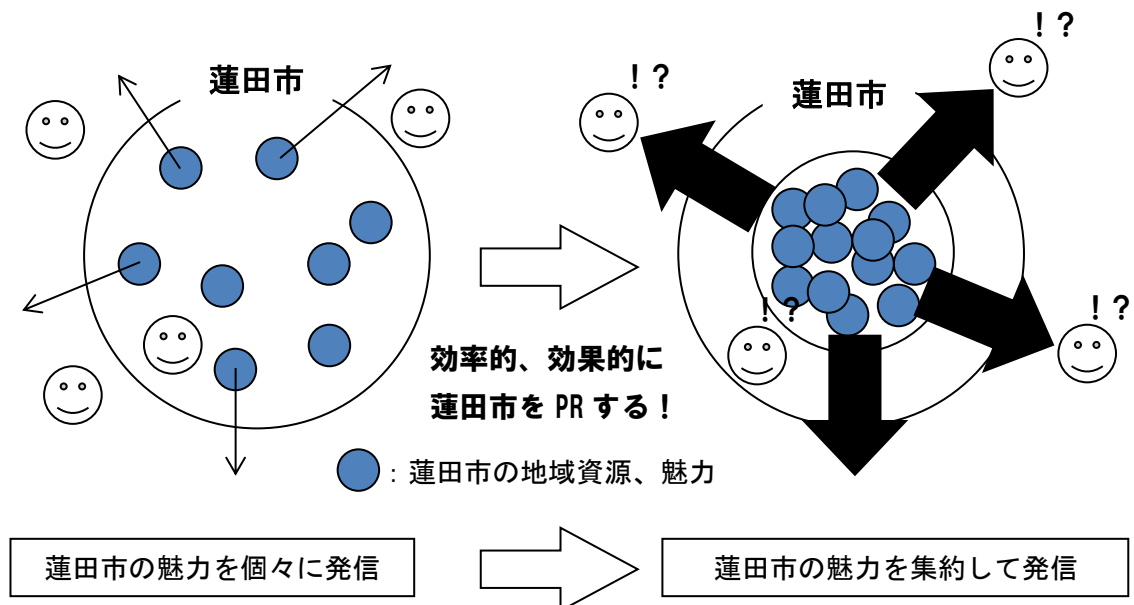 蓮田市
！？
！？
！？
蓮田市
！？
効率的、効果的に
蓮田市を PR する！
：蓮田市の地域資源、魅力
蓮田市の魅力を個々に発信
蓮田市の魅力を集約して発信